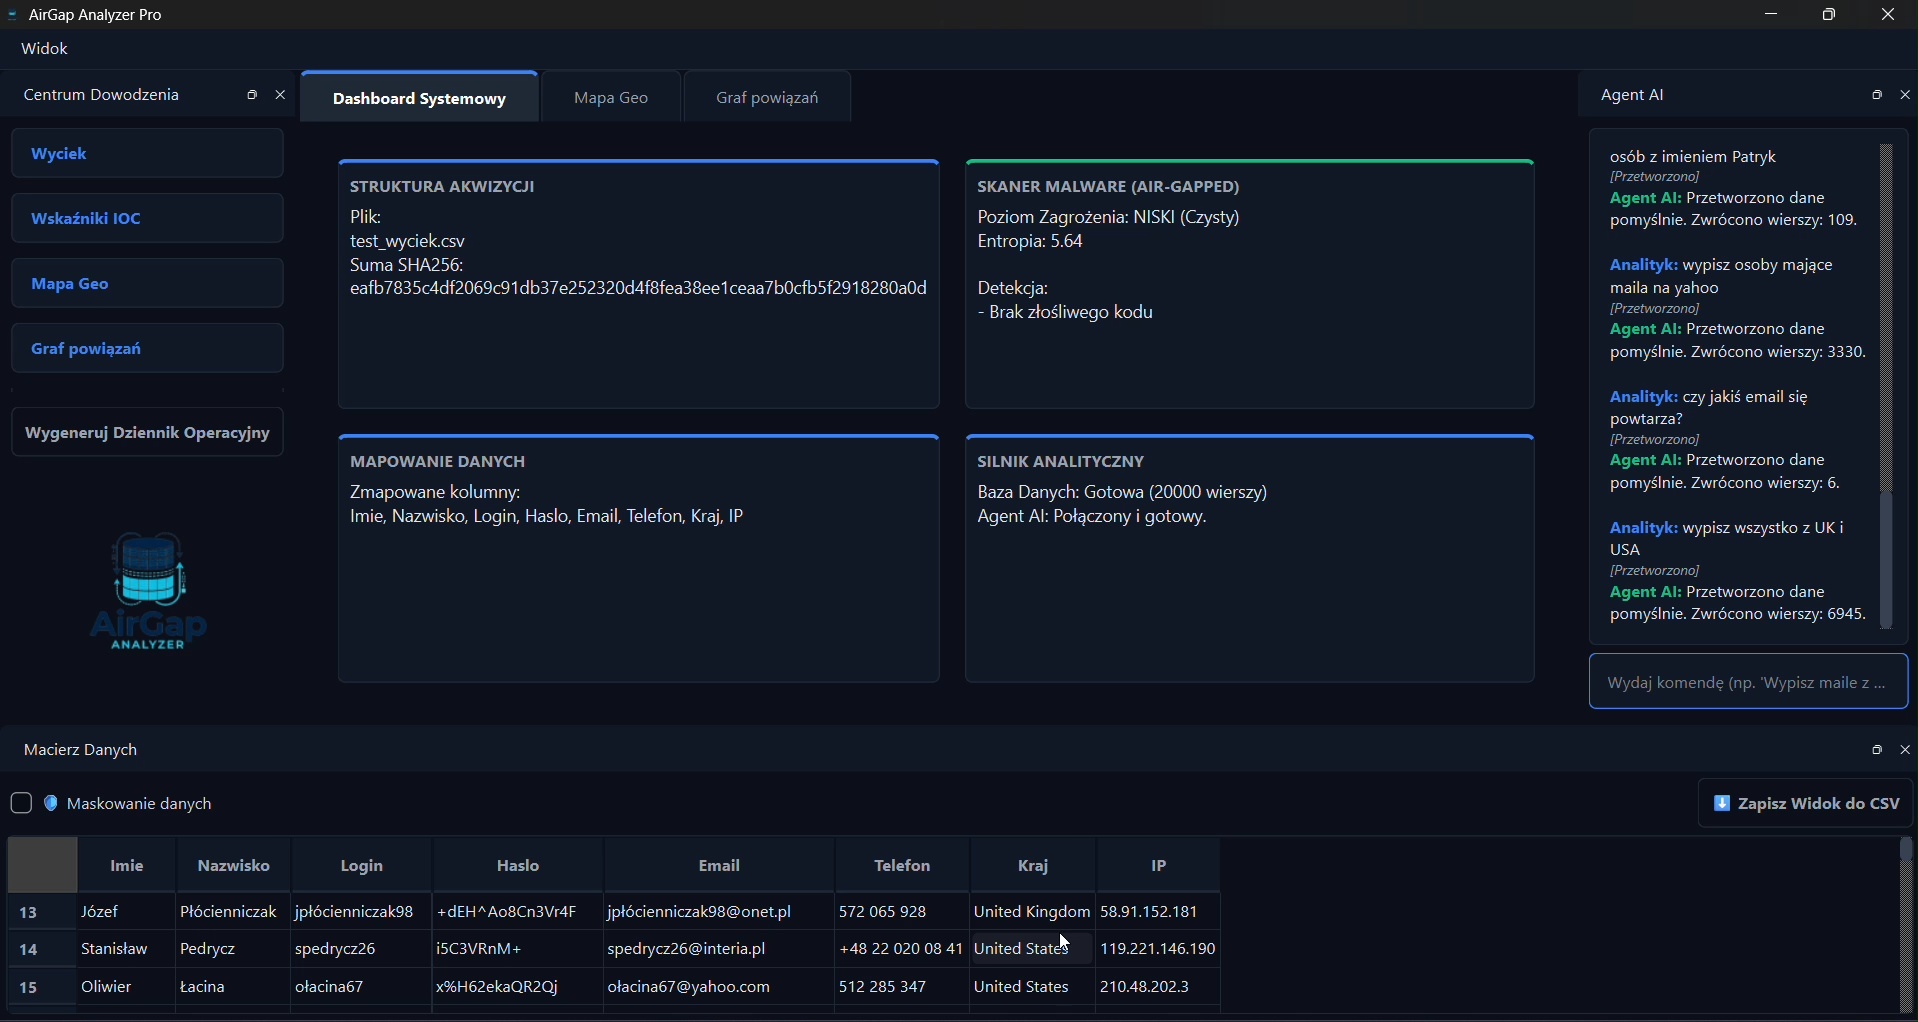 AirGap Analyzer Pro
Widok
Centrum Dowodzenia
Wyciek
Wskaźniki IOC
Mapa Geo
Graf powiązań
Wygeneruj Dziennik Operacyjny
AirGap
ANALYZER
Dashboard Systemowy
Mapa Geo
Graf powiązań
STRUKTURA AKWIZYCJI
Plik:
test_wyciek.csv
Suma SHA256:
eafb7835c4df2069c91db37e252320d4f8fea38ee1ceaa7b0cfb5f2918280a0d
SKANER MALWARE (AIR-GAPPED)
Poziom Zagrożenia: NISKI (Czysty)
Entropia: 5.64
Detekcja:
- Brak złośliwego kodu
MAPOWANIE DANYCH
Zmapowane kolumny:
Imie, Nazwisko, Login, Haslo, Email, Telefon, Kraj, IP
SILNIK ANALITYCZNY
Baza Danych: Gotowa (20000 wierszy)
Agent AI: Połączony i gotowy.
Agent AI
osób z imieniem Patryk
[Przetworzono]
Agent AI: Przetworzono dane
pomyślnie. Zwrócono wierszy: 109.
Analityk: wypisz osoby mające
maila na yahoo
[Przetworzono]
Agent AI: Przetworzono dane
pomyślnie. Zwrócono wierszy: 3330.
Analityk: czy jakiś email się
powtarza?
[Przetworzono]
Agent AI: Przetworzono dane
pomyślnie. Zwrócono wierszy: 6.
Analityk: wypisz wszystko z UK i
USA
[Przetworzono]
Agent AI: Przetworzono dane
pomyślnie. Zwrócono wierszy: 6945.
Wydaj komendę (np. 'Wypisz maile z ...
Macierz Danych
Maskowanie danych
Zapisz Widok do CSV
Imie Nazwisko Login Haslo Email Telefon Kraj IP
13 Józef Płócienniczak jpłócienniczak98 +dEH^Ao8Cn3Vr4F jpłócienniczak98@onet.pl 572 065 928 United Kingdom 58.91.152.181
14 Stanisław Pedrycz spedrycz26 i5C3VRnM+ spedrycz26@interia.pl +48 22 020 08 41 United States 119.221.146.190
15 Oliwier Łacina ołacina67 x%H62ekaQR2Qj ołacina67@yahoo.com 512 285 347 United States 210.48.202.3